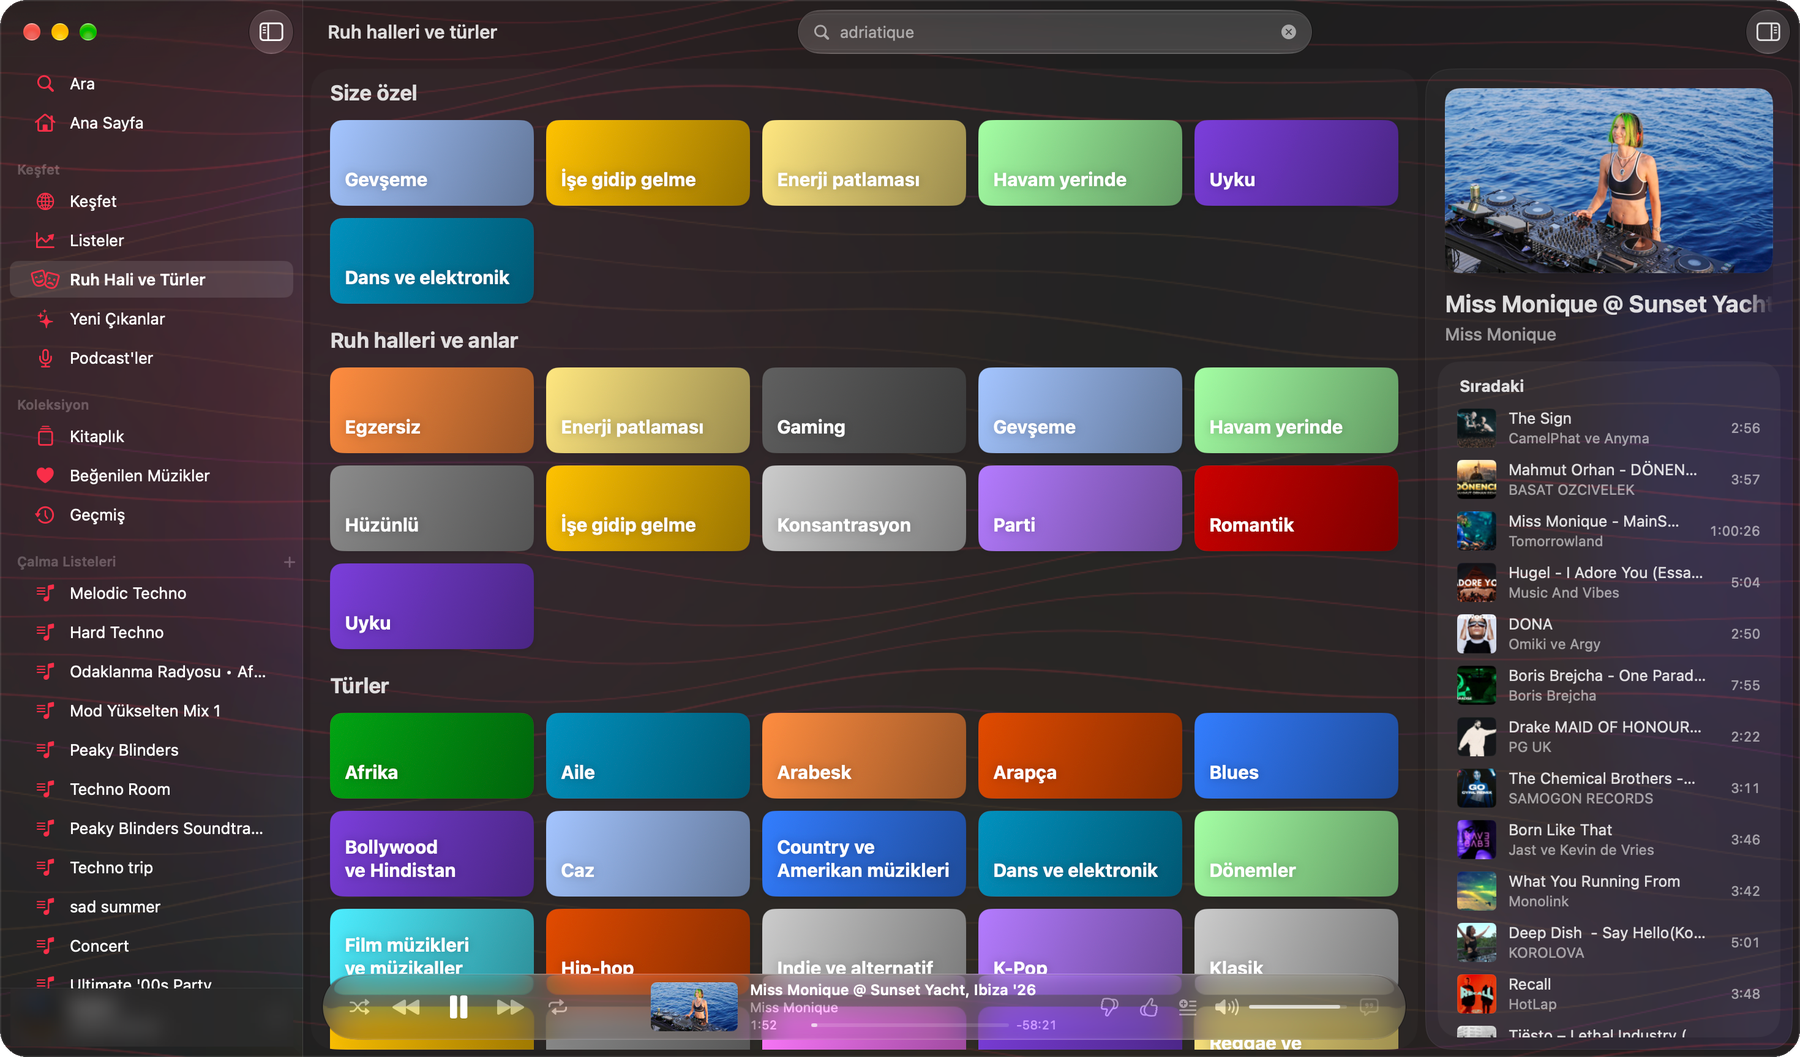 Ruh halleri ve türler
adriatique
Ara
Ana Sayfa
Keşfet
Keşfet
Listeler
Ruh Hali ve Türler
Yeni Çıkanlar
Podcast'ler
Koleksiyon
Kitaplık
Beğenilen Müzikler
Geçmiş
Çalma Listeleri
Melodic Techno
Hard Techno
Odaklanma Radyosu • Af...
Mod Yükselten Mix 1
Peaky Blinders
Techno Room
Peaky Blinders Soundtra...
Techno trip
sad summer
Concert
Ultimate '00s Party
Size özel
Gevşeme
İşe gidip gelme
Enerji patlaması
Havam yerinde
Uyku
Dans ve elektronik
Ruh halleri ve anlar
Egzersiz
Enerji patlaması
Gaming
Gevşeme
Havam yerinde
Hüzünlü
İşe gidip gelme
Konsantrasyon
Parti
Romantik
Uyku
Türler
Afrika
Aile
Arabesk
Arapça
Blues
Bollywood
ve Hindistan
Caz
Country ve
Amerikan müzikleri
Dans ve elektronik
Dönemler
Film müzikleri
ve müzikaller
Hip-hop
Indie ve alternatif
K-Pop
Klasik
Reggae ve
Miss Monique @ Sunset Yacht, Ibiza '26
Miss Monique
1:52
-58:21
Miss Monique @ Sunset Yacht
Miss Monique
Sıradaki
The Sign
CamelPhat ve Anyma
2:56
Mahmut Orhan - DÖNEN...
BASAT OZCIVELEK
3:57
Miss Monique - MainS...
Tomorrowland
1:00:26
Hugel - I Adore You (Essa...
Music And Vibes
5:04
DONA
Omiki ve Argy
2:50
Boris Brejcha - One Parad...
Boris Brejcha
7:55
Drake MAID OF HONOUR...
PG UK
2:22
The Chemical Brothers -...
SAMOGON RECORDS
3:11
Born Like That
Jast ve Kevin de Vries
3:46
What You Running From
Monolink
3:42
Deep Dish - Say Hello(Ko...
KOROLOVA
5:01
Recall
HotLap
3:48
Tiësto – Lethal Industry (